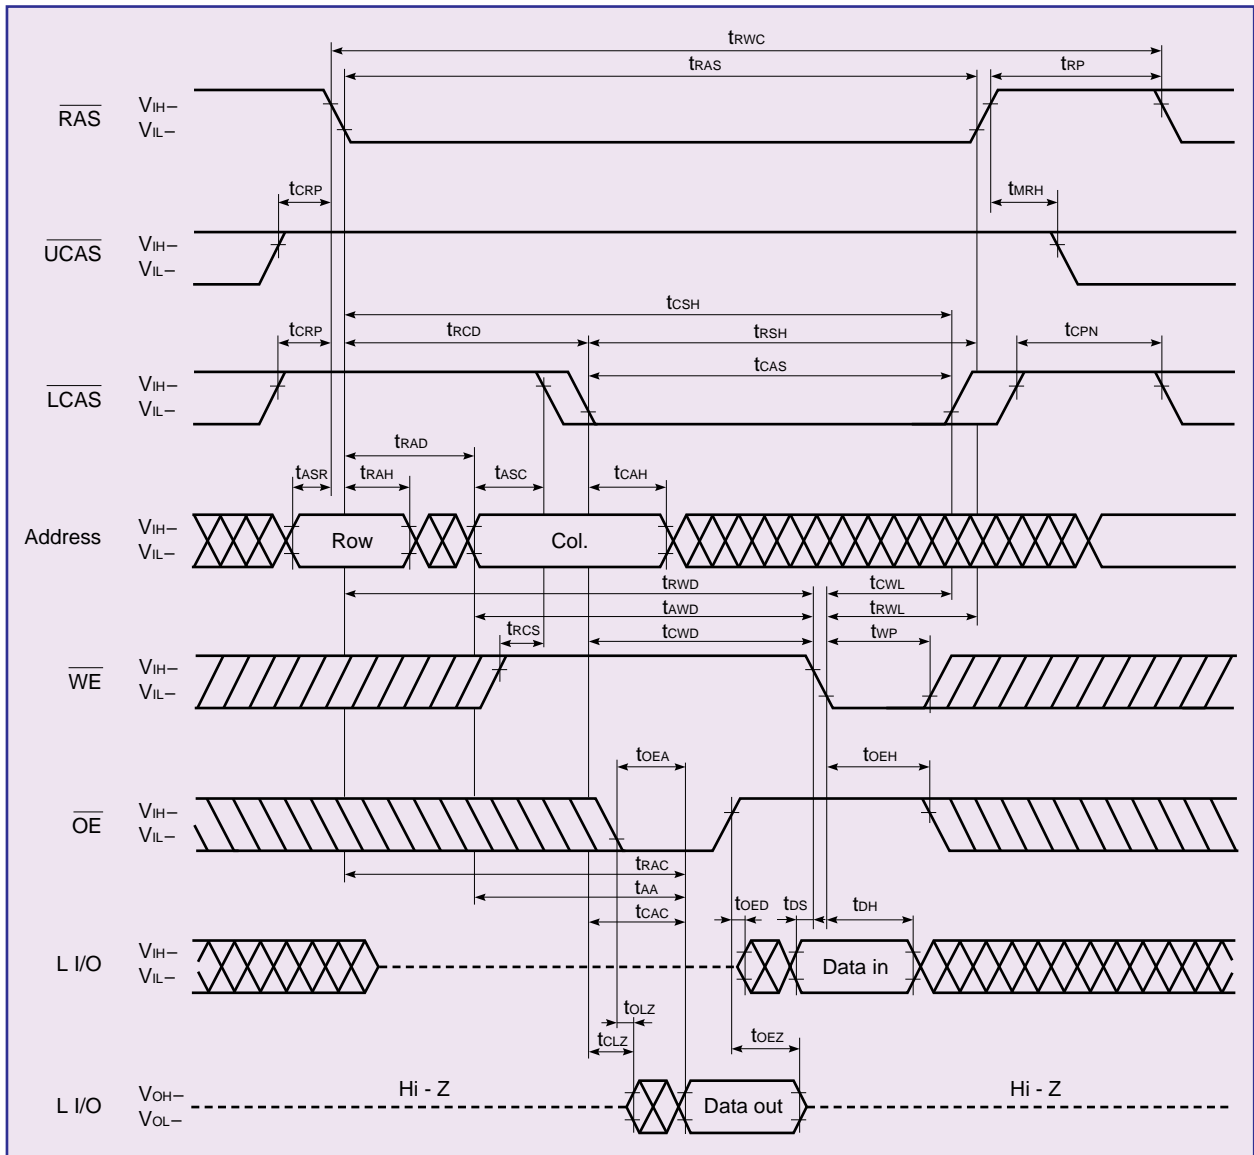 tRWC
tRAS
tRP
RAS
VIH–
VIL–
tCRP
tMRH
UCAS
VIH–
VIL–
tCSH
tCRP
tRCD
tRSH
tCPN
tCAS
LCAS
VIH–
VIL–
tRAD
tASR
tRAH
tASC
tCAH
Address
VIH–
VIL–
Row
Col.
tRWD
tCWL
tAWD
tRWL
tRCS
tCWD
tWP
WE
VIH–
VIL–
tOEA
tOEH
OE
VIH–
VIL–
tRAC
tAA
tCAC
tOED
tDS
tDH
L I/O
VIH–
VIL–
Data in
tOLZ
tCLZ
tOEZ
L I/O
VOH–
VOL–
Hi - Z
Data out
Hi - Z